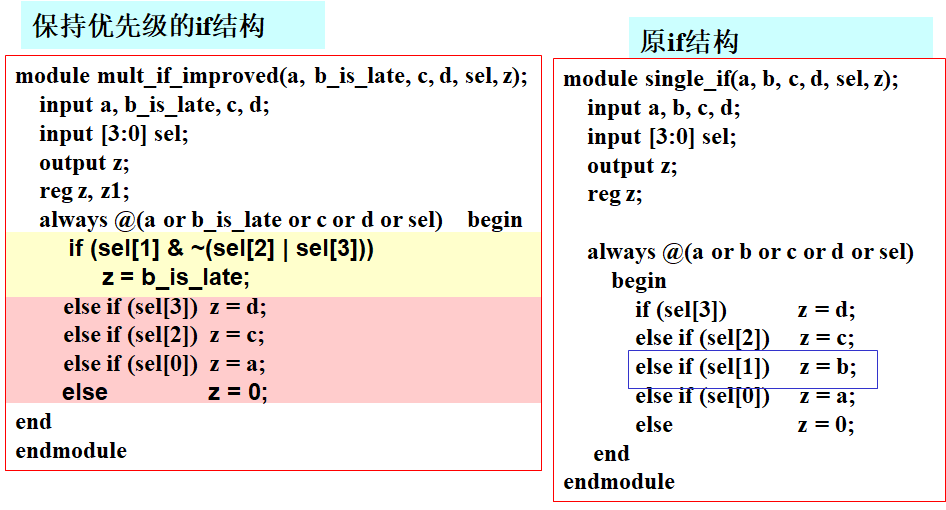 保持优先级的if结构
module mult_if_improved(a, b_is_late, c, d, sel, z);
input a, b_is_late, c, d;
input [3:0] sel;
output z;
reg z, z1;
always @(a or b_is_late or c or d or sel) begin
if (sel[1] & ~(sel[2] | sel[3]))
z = b_is_late;
else if (sel[3]) z = d;
else if (sel[2]) z = c;
else if (sel[0]) z = a;
else z = 0;
end
endmodule
原if结构
module single_if(a, b, c, d, sel, z);
input a, b, c, d;
input [3:0] sel;
output z;
reg z;
always @(a or b or c or d or sel)
begin
if (sel[3]) z = d;
else if (sel[2]) z = c;
else if (sel[1]) z = b;
else if (sel[0]) z = a;
else z = 0;
end
endmodule